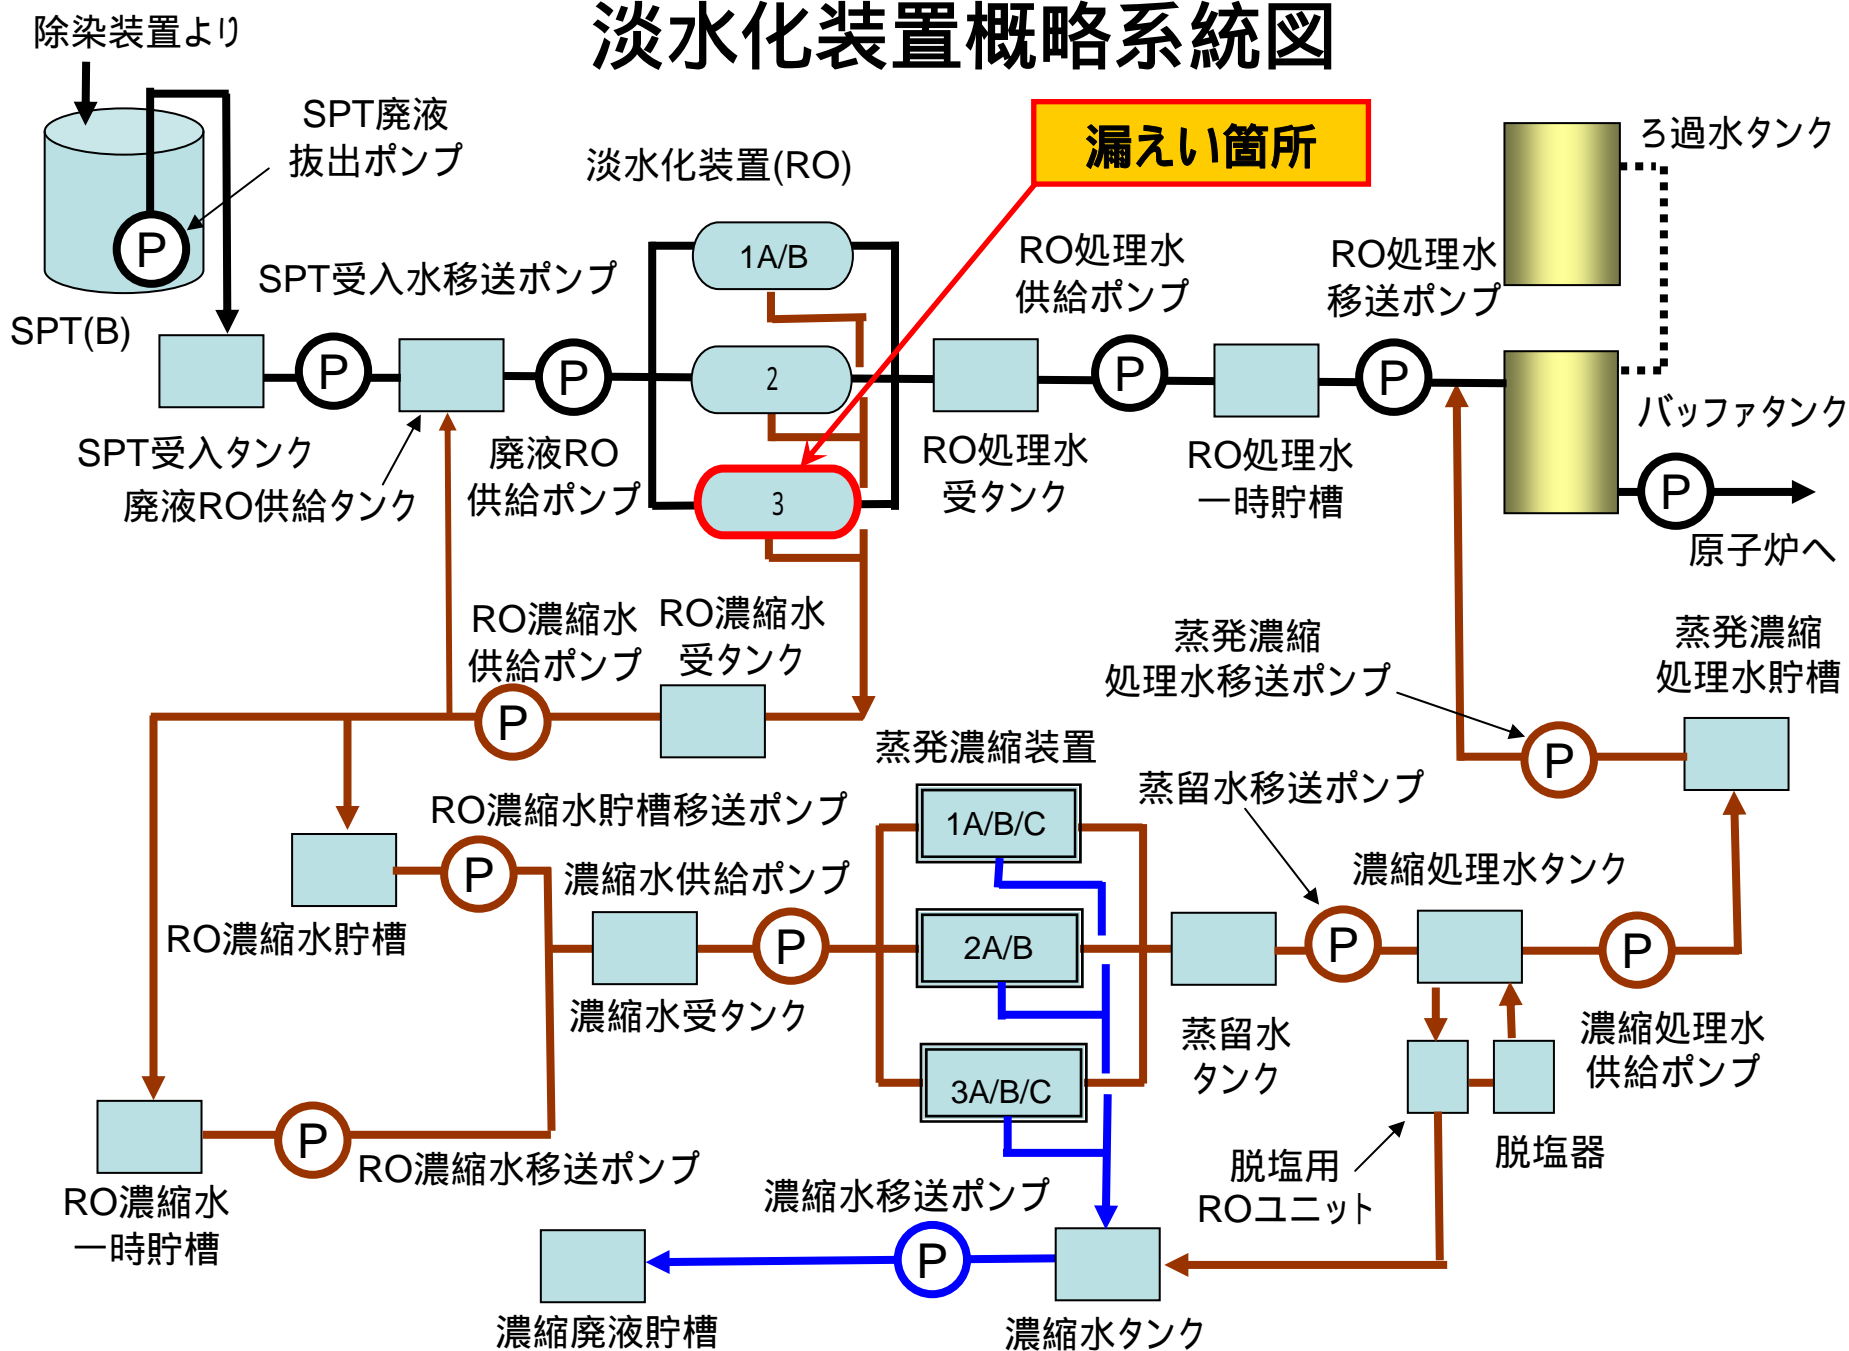 淡水化装置概略系統図
除染装置より
SPT廃液
抜出ポンプ
P
SPT(B)
SPT受入水移送ポンプ
淡水化装置(RO)
漏えい箇所
1A/B
2
3
RO処理水
供給ポンプ
RO処理水
移送ポンプ
ろ過水タンク
P
P
P
P
バッファタンク
SPT受入タンク
廃液RO供給タンク
廃液RO
供給ポンプ
RO処理水
受タンク
RO処理水
一時貯槽
P
原子炉へ
RO濃縮水
供給ポンプ
RO濃縮水
受タンク
P
蒸発濃縮
処理水移送ポンプ
蒸発濃縮
処理水貯槽
P
蒸発濃縮装置
1A/B/C
2A/B
3A/B/C
蒸留水移送ポンプ
RO濃縮水貯槽移送ポンプ
P
RO濃縮水貯槽
濃縮水供給ポンプ
P
濃縮水受タンク
濃縮処理水タンク
P
P
蒸留水
タンク
濃縮処理水
供給ポンプ
P
RO濃縮水移送ポンプ
RO濃縮水
一時貯槽
脱塩用
ROユニット
脱塩器
濃縮水移送ポンプ
P
濃縮廃液貯槽
濃縮水タンク